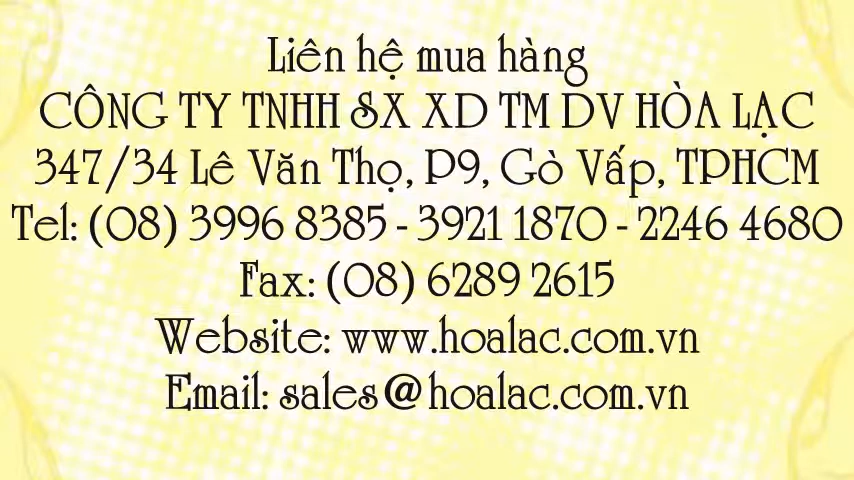 Liên hệ mua hàng
CÔNG TY TNHH SX XD TM DV HÒA LẠC
347/34 Lê Văn Thọ, P9, Gò Vấp, TPHCM
Tel: (08) 3996 8385 - 3921 1870 - 2246 4680
Fax: (08) 6289 2615
Website: www.hoalac.com.vn
Email: sales@hoalac.com.vn